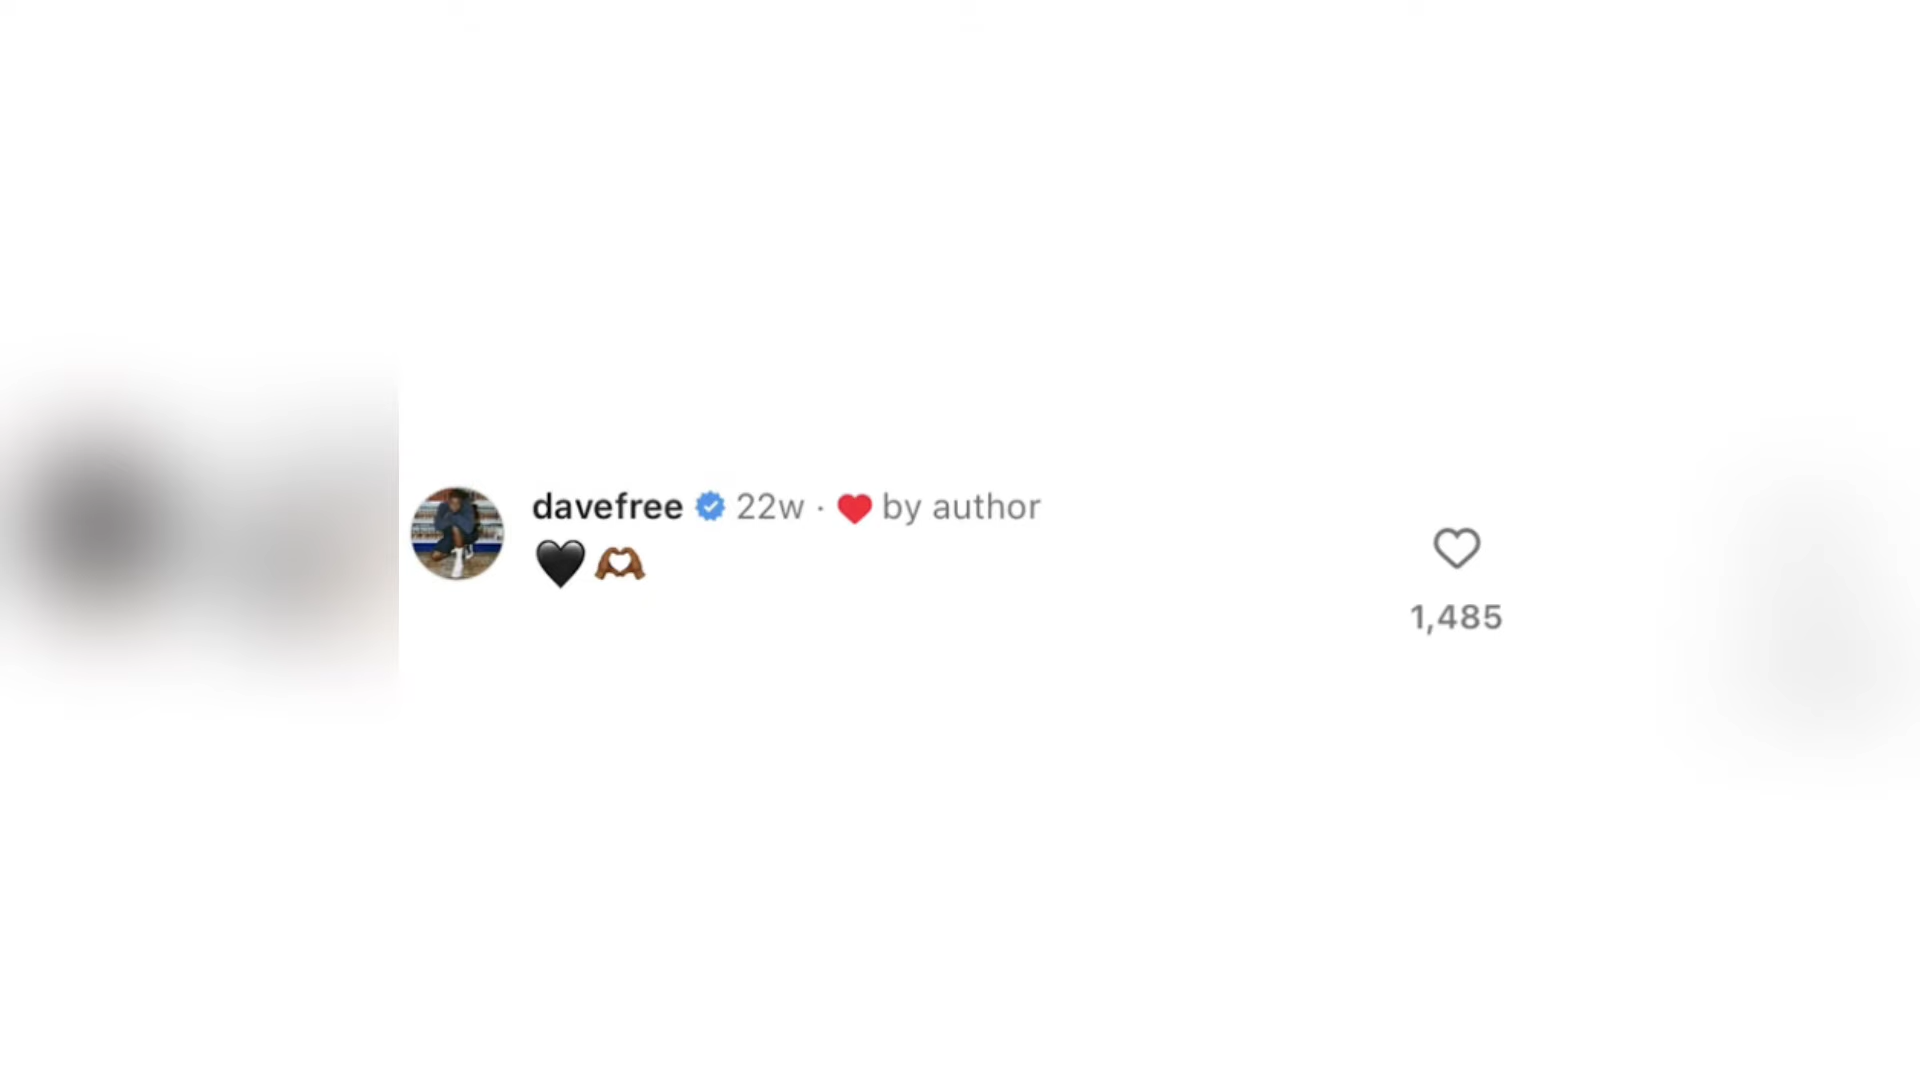 davefree 22w · ❤️ by author
🖤🫶🏾
1,485